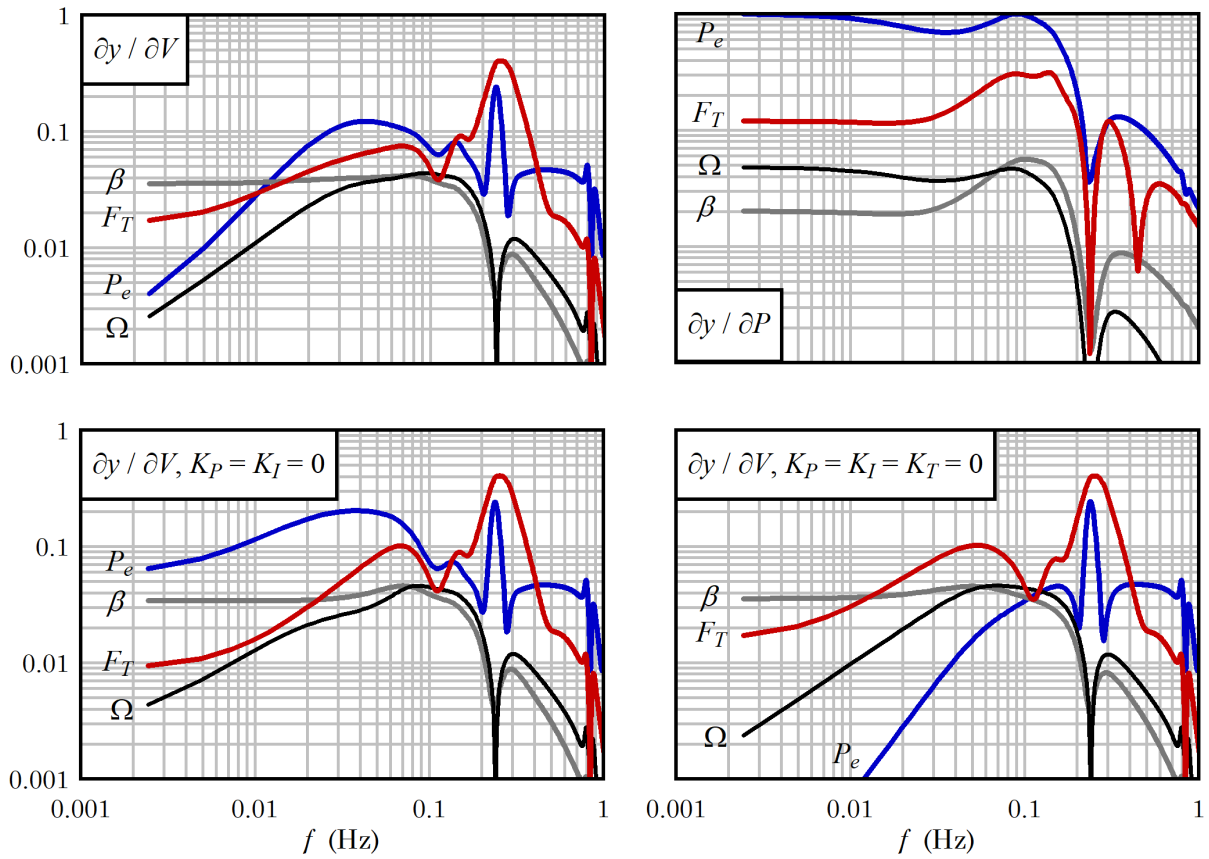 1
∂y / ∂V
0.1
β
F_T
0.01
P_e
Ω
0.001
P_e
F_T
Ω
β
∂y / ∂P
1
∂y / ∂V, K_P = K_I = 0
0.1
P_e
β
0.01
F_T
Ω
0.001
0.001
0.01
0.1
1
f (Hz)
∂y / ∂V, K_P = K_I = K_T = 0
β
F_T
Ω
P_e
0.001
0.01
0.1
1
f (Hz)